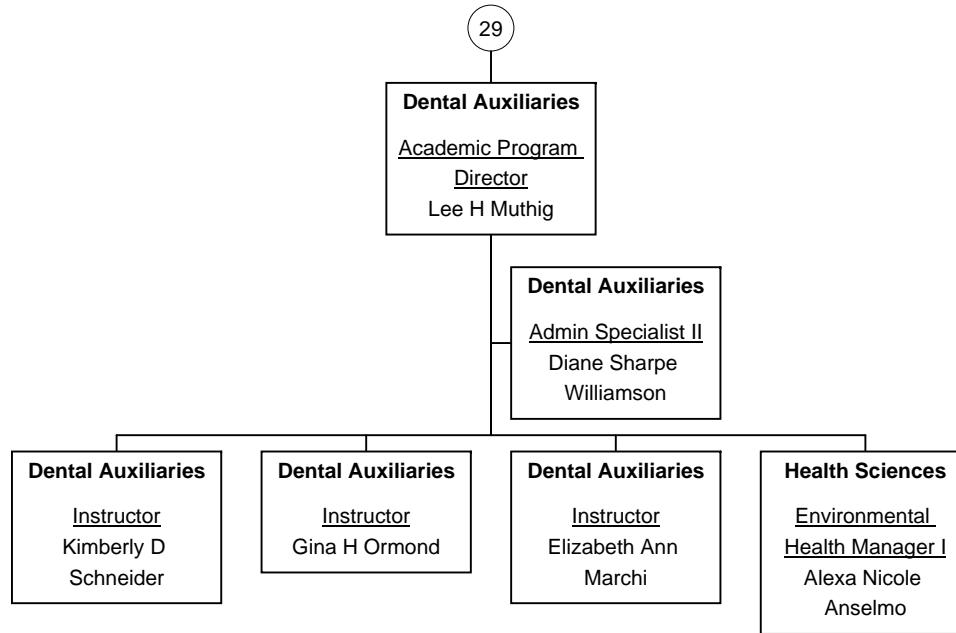 29
Dental Auxiliaries
Academic Program
Director
Lee H Muthig
Dental Auxiliaries
Admin Specialist II
Diane Sharpe
Williamson
Dental Auxiliaries
Instructor
Kimberly D
Schneider
Dental Auxiliaries
Instructor
Gina H Ormond
Dental Auxiliaries
Instructor
Elizabeth Ann
Marchi
Health Sciences
Environmental
Health Manager I
Alexa Nicole
Anselmo